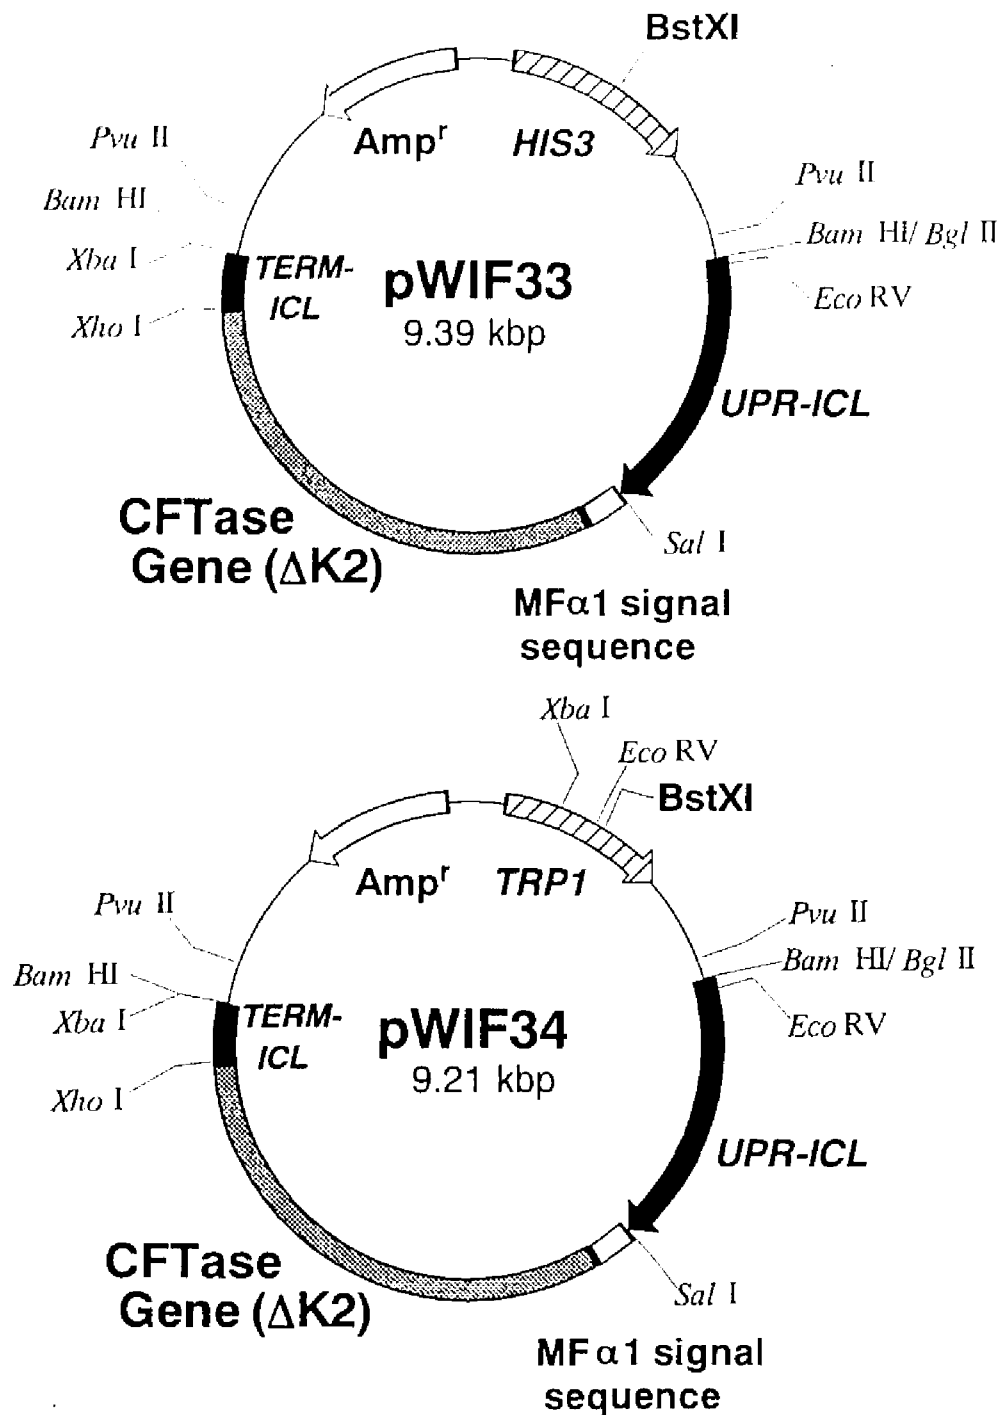 BstXI
Amp^r
HIS3
Pvu II
Bam HI
Xba I
Xho I
TERM-
ICL
pWIF33
9.39 kbp
Pvu II
Bam HI/ Bgl II
Eco RV
UPR-ICL
CFTase
Gene (ΔK2)
Sal I
MFα1 signal
sequence
Xba I
Eco RV
BstXI
Amp^r
TRP1
Pvu II
Bam HI
Xba I
Xho I
TERM-
ICL
pWIF34
9.21 kbp
Pvu II
Bam HI/ Bgl II
Eco RV
UPR-ICL
CFTase
Gene (ΔK2)
Sal I
MFα1 signal
sequence